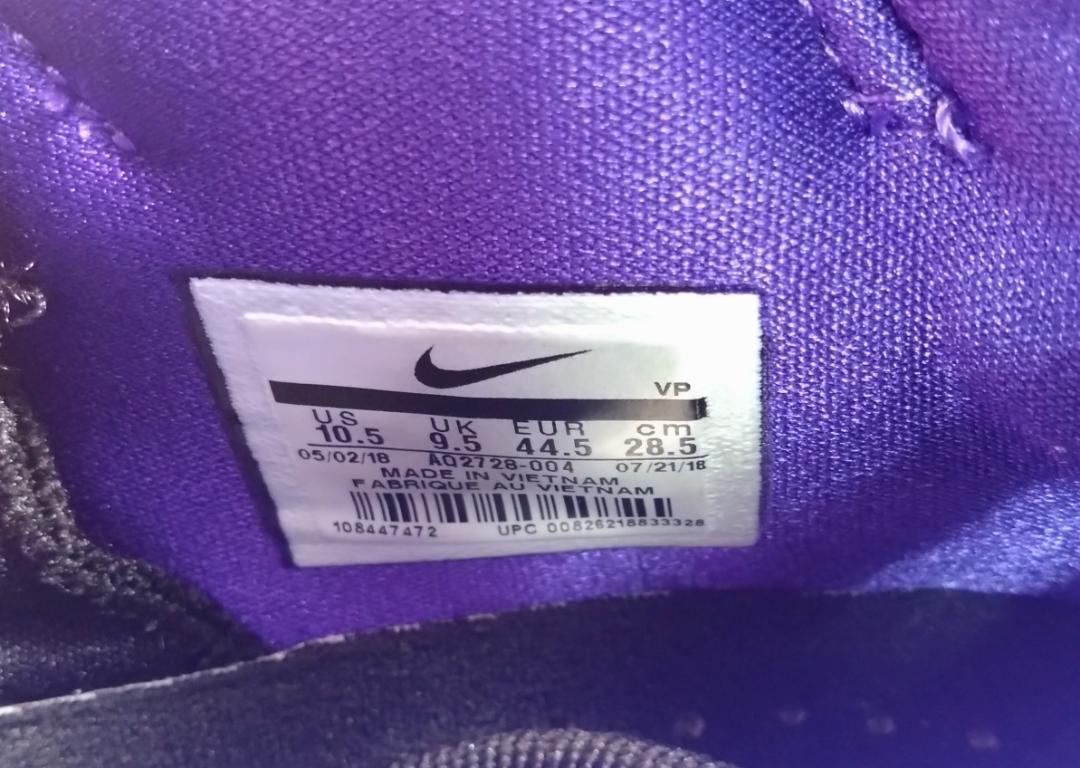 VP
US UK EUR cm
10.5 9.5 44.5 28.5
05/02/18 AQ2728-004 07/21/18
MADE IN VIETNAM
FABRIQUE AU VIETNAM
108447472 UPC 00826218833328